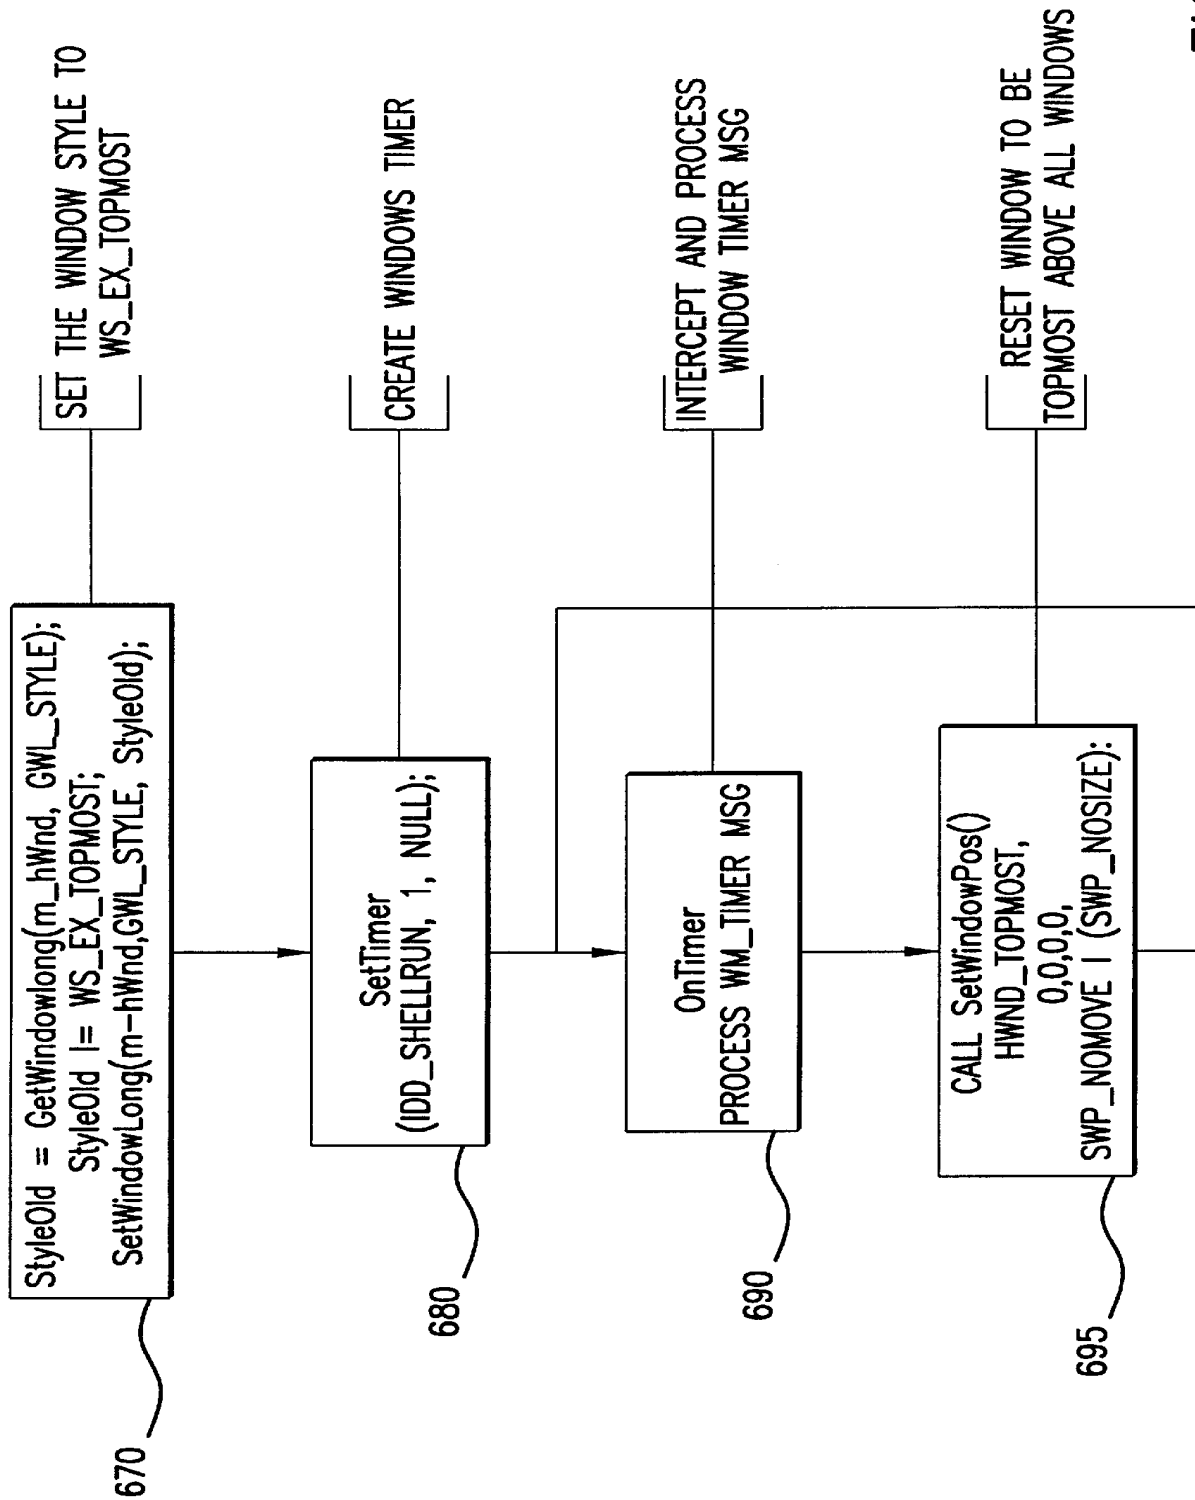 StyleOld = GetWindowlong(m_hWnd, GWL_STYLE);
StyleOld |= WS_EX_TOPMOST;
SetWindowLong(m-hWnd,GWL_STYLE, StyleOld);
670
SET THE WINDOW STYLE TO
WS_EX_TOPMOST
SetTimer
(IDD_SHELLRUN, 1, NULL);
680
CREATE WINDOWS TIMER
OnTimer
PROCESS WM_TIMER MSG
690
INTERCEPT AND PROCESS
WINDOW TIMER MSG
CALL SetWindowPos()
HWND_TOPMOST,
0,0,0,0,
SWP_NOMOVE | (SWP_NOSIZE):
695
RESET WINDOW TO BE
TOPMOST ABOVE ALL WINDOWS